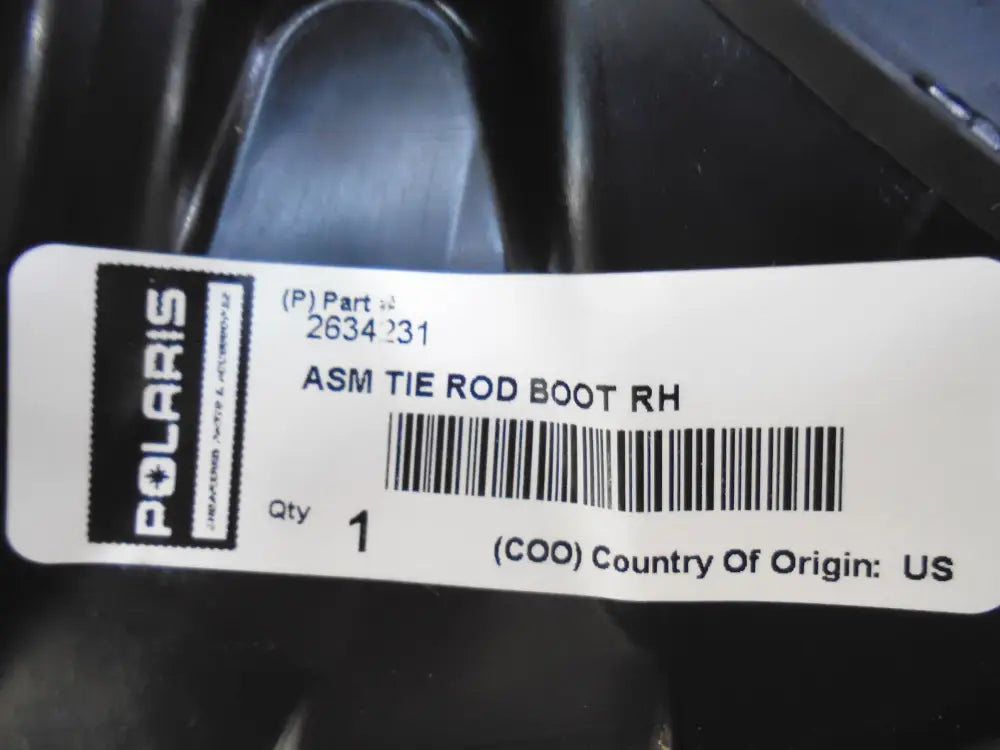 POLARIS
(P) Part #
2634231
ASM TIE ROD BOOT RH
Qty 1
(COO) Country Of Origin: US